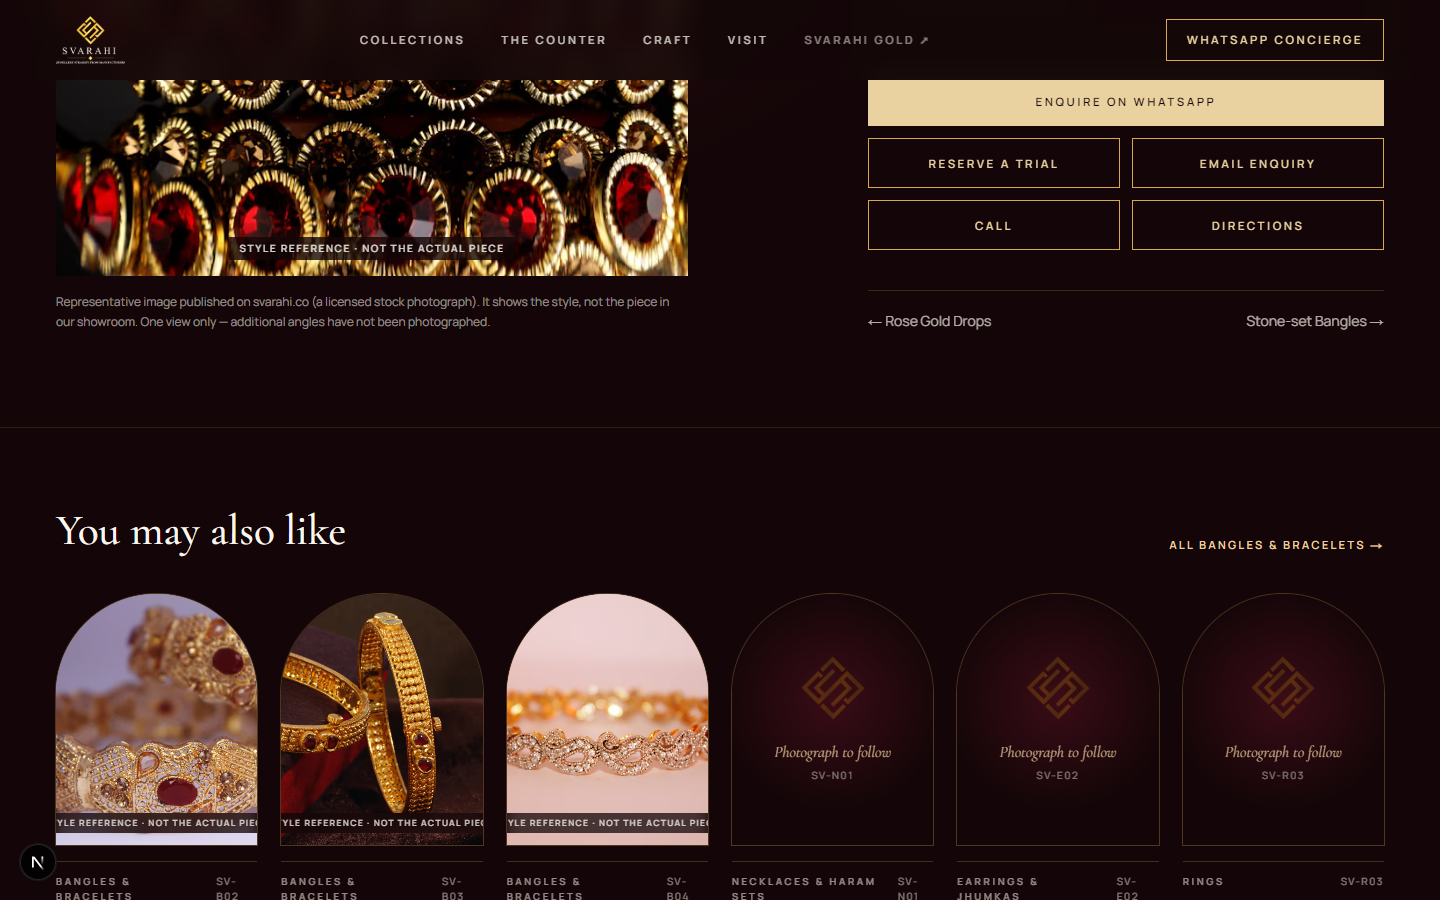 SVARAHI
COLLECTIONS
THE COUNTER
CRAFT
VISIT
SVARAHI GOLD ↗
WHATSAPP CONCIERGE
STYLE REFERENCE · NOT THE ACTUAL PIECE
Representative image published on svarahi.co (a licensed stock photograph). It shows the style, not the piece in
our showroom. One view only — additional angles have not been photographed.
ENQUIRE ON WHATSAPP
RESERVE A TRIAL
EMAIL ENQUIRY
CALL
DIRECTIONS
← Rose Gold Drops
Stone-set Bangles →
You may also like
ALL BANGLES & BRACELETS →
YLE REFERENCE · NOT THE ACTUAL PIE
YLE REFERENCE · NOT THE ACTUAL PIE
YLE REFERENCE · NOT THE ACTUAL PIE
Photograph to follow
SV-N01
Photograph to follow
SV-E02
Photograph to follow
SV-R03
N
BANGLES &
BRACELETS
SV-
B02
BANGLES &
BRACELETS
SV-
B03
BANGLES &
BRACELETS
SV-
B04
NECKLACES & HARAM
SETS
SV-
N01
EARRINGS &
JHUMKAS
SV-
E02
RINGS
SV-R03